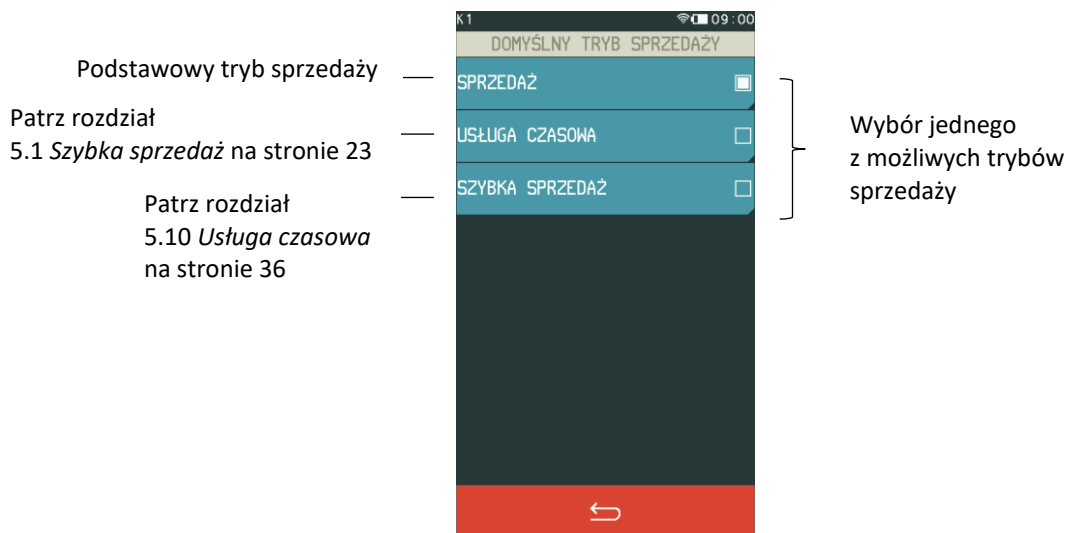 K1 09:00
DOMYŚLNY TRYB SPRZEDAŻY
Podstawowy tryb sprzedaży
SPRZEDAŻ
Patrz rozdział
5.1 Szybka sprzedaż na stronie 23
USŁUGA CZASOWA
Patrz rozdział
5.10 Usługa czasowa
na stronie 36
SZYBKA SPRZEDAŻ
Wybór jednego
z możliwych trybów
sprzedaży